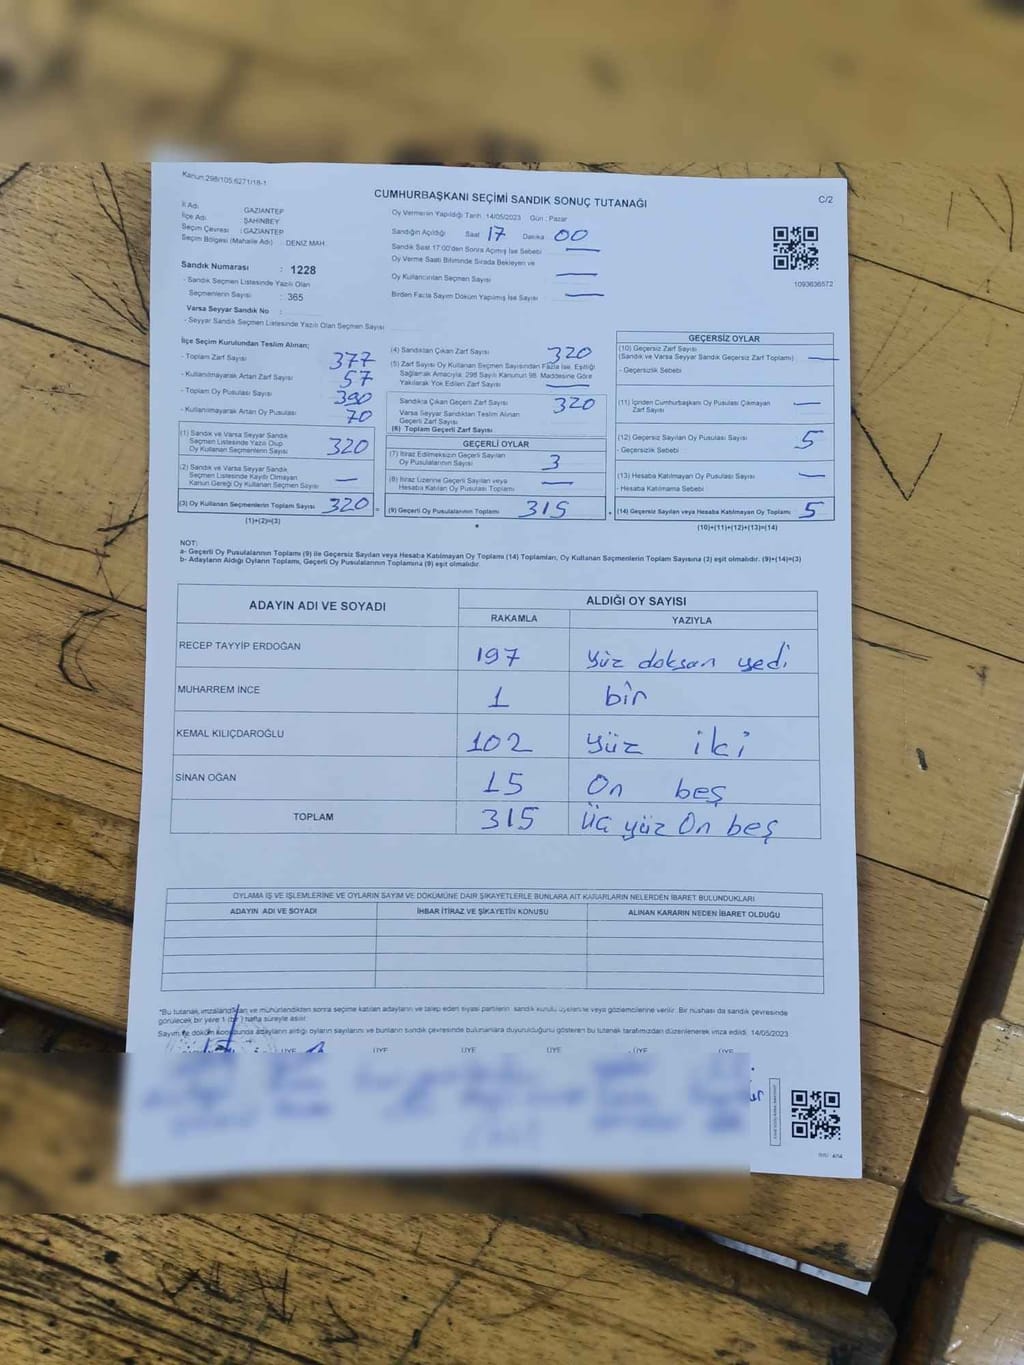 Kanun:298/105.6271/18-1
CUMHURBAŞKANI SEÇİMİ SANDIK SONUÇ TUTANAĞI
C/2
İl Adı GAZİANTEP
İlçe Adı ŞAHİNBEY
Seçim Çevresi : GAZİANTEP
Seçim Bölgesi (Mahalle Adı) : DENİZ MAH.
Sandık Numarası : 1228
- Sandık Seçmen Listesinde Yazılı Olan
Seçmenlerin Sayısı : 365
Varsa Seyyar Sandık No :
- Seyyar Sandık Seçmen Listesinde Yazılı Olan Seçmen Sayısı
Oy Vermenin Yapıldığı Tarih :14/05/2023 Gün : Pazar
Sandığın Açıldığı Saat 17 Dakika 00
Sandık Saat 17:00'den Sonra Açmış İse Sebebi —
Oy Verme Saati Bitiminde Sırada Bekleyen ve
Oy Kullandırılan Seçmen Sayısı —
Birden Fazla Sayım Döküm Yapılmış İse Sayısı —
1093636572
İlçe Seçim Kurulundan Teslim Alınan;
- Toplam Zarf Sayısı 377
- Kullanılmayarak Artan Zarf Sayısı 57
- Toplam Oy Pusulası Sayısı 390
- Kullanılmayarak Artan Oy Pusulası 70
(1) Sandık ve Varsa Seyyar Sandık
Seçmen Listesinde Yazılı Olup
Oy Kullanan Seçmenlerin Sayısı 320
(2) Sandık ve Varsa Seyyar Sandık
Seçmen Listesinde Kayıtlı Olmayan
Kanun Gereği Oy Kullanan Seçmen Sayısı —
(3) Oy Kullanan Seçmenlerin Toplam Sayısı 320 =
(1)+(2)=(3)
(4) Sandıktan Çıkan Zarf Sayısı 320
(5) Zarf Sayısı Oy Kullanan Seçmen Sayısından Fazla İse, Eşitliği
Sağlamak Amacıyla; 298 Sayılı Kanunun 98. Maddesine Göre
Yakılarak Yok Edilen Zarf Sayısı —
Sandıkta Çıkan Geçerli Zarf Sayısı 320
Varsa Seyyar Sandıktan Teslim Alınan
Geçerli Zarf Sayısı
(6) Toplam Geçerli Zarf Sayısı
GEÇERLİ OYLAR
(7) İtiraz Edilmeksizin Geçerli Sayılan
Oy Pusulalarının Sayısı 3
(8) İtiraz Üzerine Geçerli Sayılan veya
Hesaba Katılan Oy Pusulası Toplamı —
(9) Geçerli Oy Pusulalarının Toplamı 315
GEÇERSİZ OYLAR
(10) Geçersiz Zarf Sayısı
(Sandık ve Varsa Seyyar Sandık Geçersiz Zarf Toplamı) —
- Geçersizlik Sebebi
(11) İçinden Cumhurbaşkanı Oy Pusulası Çıkmayan
Zarf Sayısı —
(12) Geçersiz Sayılan Oy Pusulası Sayısı 5
- Geçersizlik Sebebi
(13) Hesaba Katılmayan Oy Pusulası Sayısı —
- Hesaba Katılmama Sebebi
(14) Geçersiz Sayılan veya Hesaba Katılmayan Oy Toplamı 5
(10)+(11)+(12)+(13)=(14)
NOT:
a- Geçerli Oy Pusulalarının Toplamı (9) ile Geçersiz Sayılan veya Hesaba Katılmayan Oy Toplamı (14) Toplamları, Oy Kullanan Seçmenlerin Toplam Sayısına (3) eşit olmalıdır. (9)+(14)=(3)
b- Adayların Aldığı Oyların Toplamı, Geçerli Oy Pusulalarının Toplamına (9) eşit olmalıdır.
ADAYIN ADI VE SOYADI ALDIĞI OY SAYISI
RAKAMLA YAZIYLA
RECEP TAYYİP ERDOĞAN 197 yüz doksan yedi
MUHARREM İNCE 1 bir
KEMAL KILIÇDAROĞLU 102 yüz iki
SİNAN OĞAN 15 On beş
TOPLAM 315 Üç yüz On beş
OYLAMA İŞ VE İŞLEMLERİNE VE OYLARIN SAYIM VE DÖKÜMÜNE DAİR ŞİKAYETLERLE BUNLARA AİT KARARLARIN NELERDEN İBARET BULUNDUKLARI
ADAYIN ADI VE SOYADI İHBAR İTİRAZ VE ŞİKAYETİN KONUSU ALINAN KARARIN NEDEN İBARET OLDUĞU
*Bu tutanak, imzalandıktan ve mühürlendikten sonra seçime katılan adayların ve talep eden siyasi partilerin sandık kurulu üyelerine veya gözlemcilerine verilir. Bir nüshası da sandık çevresinde
görülecek bir yere 1 (bir) hafta süreyle asılır.
Sayım ve döküm sonucunda adayların aldığı oyların sayılarını ve bunların sandık çevresinde bulunanlara duyurulduğunu gösteren bu tutanak tarafımızdan düzenlenerek imza edildi. 14/05/2023
ÜYE ÜYE ÜYE ÜYE ÜYE ÜYE